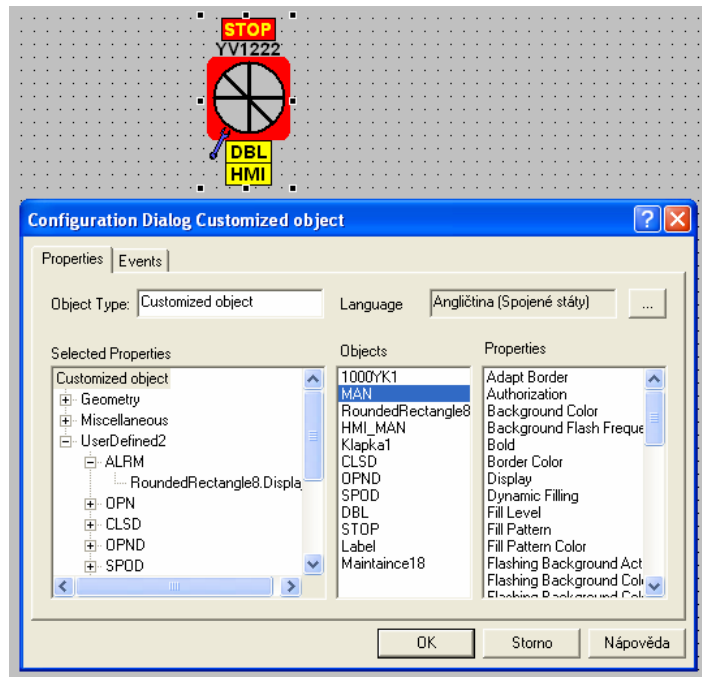 STOP
YV1222
DBL
HMI
Configuration Dialog Customized object
Properties
Events
Object Type:
Customized object
Language
Angličtina (Spojené státy)
...
Selected Properties
Customized object
Geometry
Miscellaneous
UserDefined2
ALRM
RoundedRectangle8.Displa
OPN
CLSD
OPND
SPOD
Objects
1000YK1
MAN
RoundedRectangle8
HMI_MAN
Klapka1
CLSD
OPND
SPOD
DBL
STOP
Label
Maintaince18
Properties
Adapt Border
Authorization
Background Color
Background Flash Freque
Bold
Border Color
Display
Dynamic Filling
Fill Level
Fill Pattern
Fill Pattern Color
Flashing Background Act
Flashing Background Col
Flashing Background Col
OK
Storno
Nápověda